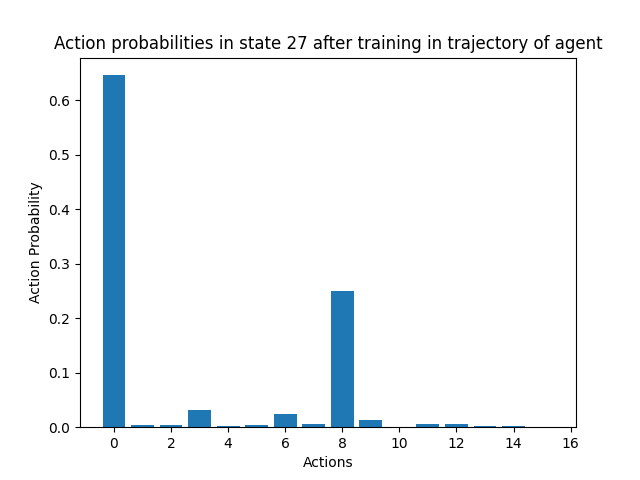 Action probabilities in state 27 after training in trajectory of agent
Action Probability
0.6
0.5
0.4
0.3
0.2
0.1
0.0
0 2 4 6 8 10 12 14 16
Actions